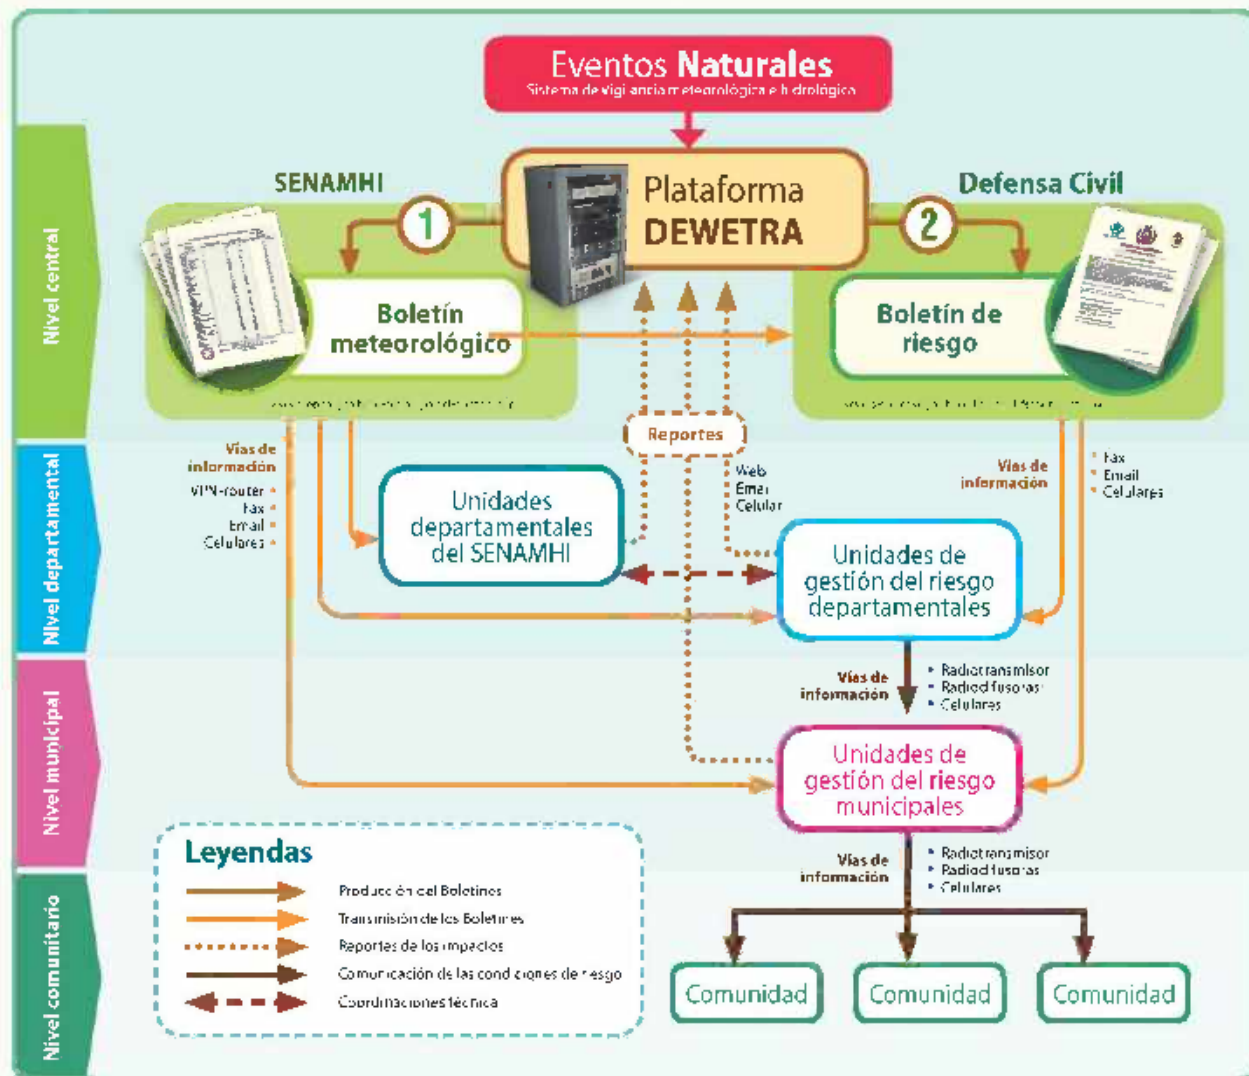 Eventos Naturales
Sistema de Vigilancia meteorológica e hidrológica
Nivel central
SENAMHI
1
Plataforma
DEWETRA
2
Defensa Civil
Boletín
meteorológico
Boletín de
riesgo
Nivel departamental
Vías de
información
VPN-router
Fax
Email
Celulares
Unidades
departamentales
del SENAMHI
Reportes
Web
Email
Celular
Vías de
información
Fax
Email
Celulares
Unidades de
gestión del riesgo
departamentales
Nivel municipal
Vías de
información
Radiotransmisor
Radiodifusoras
Celulares
Unidades de
gestión del riesgo
municipales
Nivel comunitario
Vías de
información
Radiotransmisor
Radiodifusoras
Celulares
Comunidad
Comunidad
Comunidad
Leyendas
Producción del Boletines
Transmisión de los Boletines
Reportes de los impactos
Comunicación de las condiciones de riesgo
Coordinaciones técnica